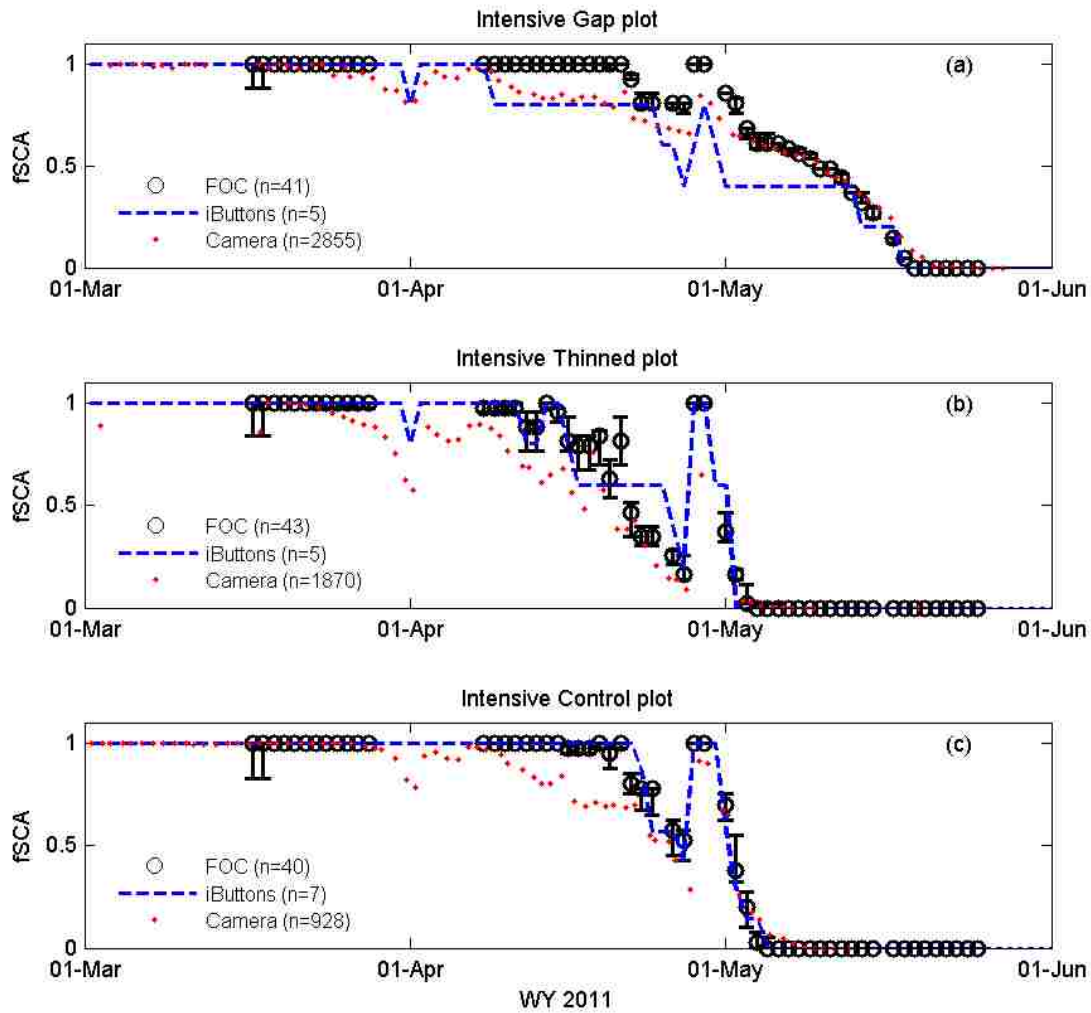 Intensive Gap plot
(a)
1
0.5
0
fSCA
FOC (n=41)
iButtons (n=5)
Camera (n=2855)
01-Mar 01-Apr 01-May 01-Jun
Intensive Thinned plot
(b)
1
0.5
0
fSCA
FOC (n=43)
iButtons (n=5)
Camera (n=1870)
01-Mar 01-Apr 01-May 01-Jun
Intensive Control plot
(c)
1
0.5
0
fSCA
FOC (n=40)
iButtons (n=7)
Camera (n=928)
01-Mar 01-Apr 01-May 01-Jun
WY 2011